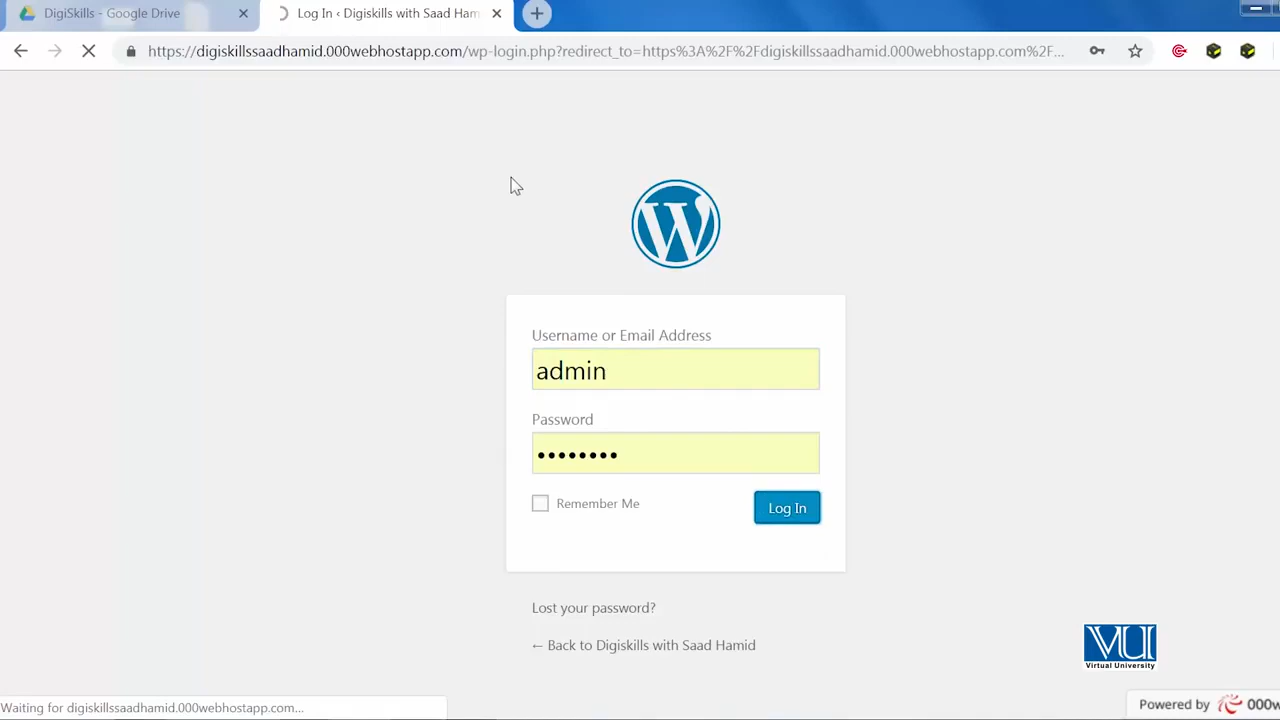 DigiSkills - Google Drive
Log In ‹ Digiskills with Saad Ham
https://digiskillssaadhamid.000webhostapp.com/wp-login.php?redirect_to=https%3A%2F%2Fdigiskillssaadhamid.000webhostapp.com%2F...
Username or Email Address
admin
Password
Remember Me
Log In
Lost your password?
← Back to Digiskills with Saad Hamid
VU
Virtual University
Powered by 000w
Waiting for digiskillssaadhamid.000webhostapp.com...